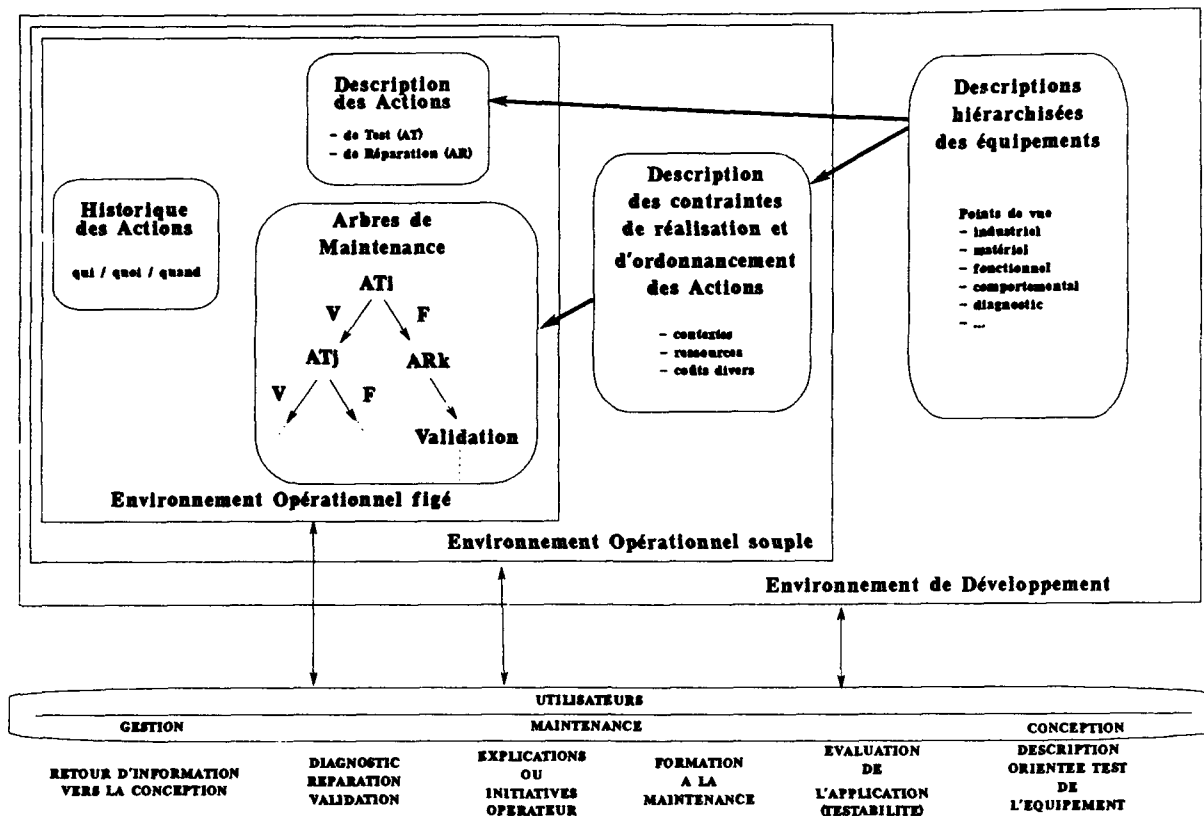 Description
des Actions
- de Test (AT)
- de Réparation (AR)
Historique
des Actions
qui / quoi / quand
Arbres de
Maintenance
ATi
V F
ATj ARk
V F
Validation
Description
des contraintes
de réalisation et
d'ordonnancement
des Actions
- contextes
- ressources
- coûts divers
Descriptions
hiérarchisées
des équipements
Points de vue
- industriel
- matériel
- fonctionnel
- comportemental
- diagnostic
- ...
Environnement Opérationnel figé
Environnement Opérationnel souple
Environnement de Développement
UTILISATEURS
GESTION MAINTENANCE CONCEPTION
RETOUR D'INFORMATION
VERS LA CONCEPTION
DIAGNOSTIC
REPARATION
VALIDATION
EXPLICATIONS
OU
INITIATIVES
OPERATEUR
FORMATION
A LA
MAINTENANCE
EVALUATION
DE
L'APPLICATION
(TESTABILITE)
DESCRIPTION
ORIENTEE TEST
DE
L'EQUIPEMENT